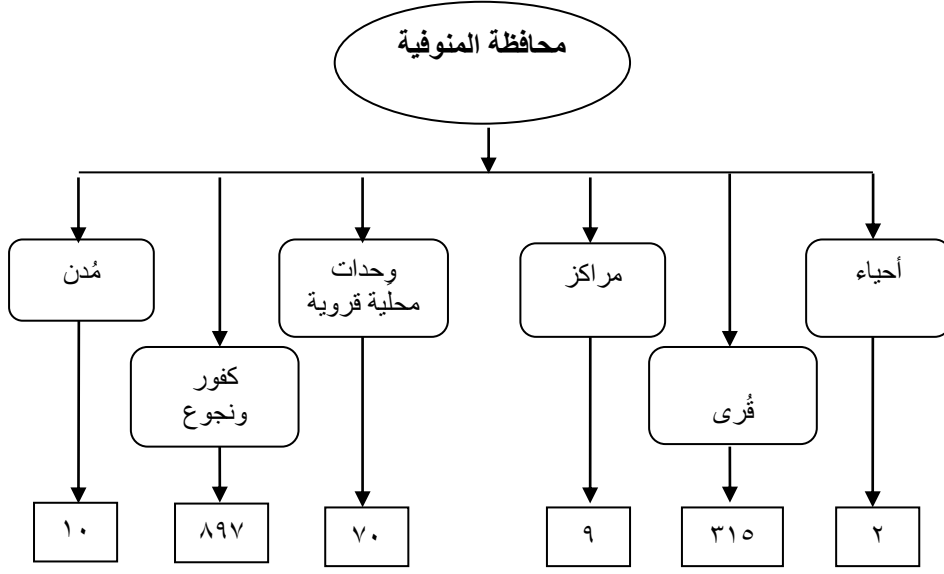 محافظة المنوفية
أحياء
قُرى
مراكز
وحدات
محلية قروية
كفور
ونجوع
مُدن
٢
٣١٥
٩
٧٠
٨٩٧
١٠